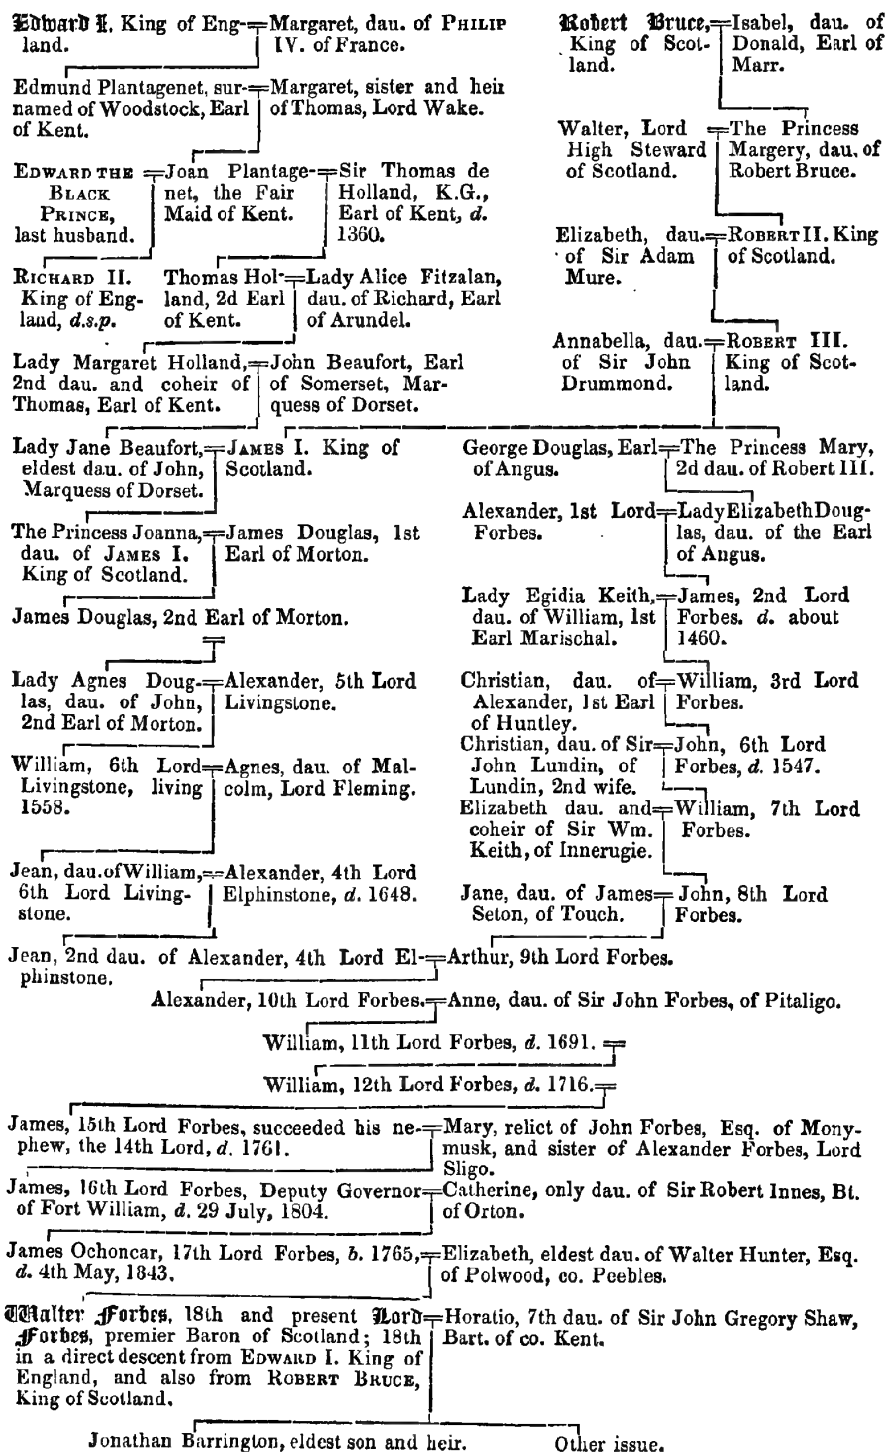 Edward I. King of Eng-
land.
Margaret, dau. of PHILIP
IV. of France.
Edmund Plantagenet, sur-
named of Woodstock, Earl
of Kent.
Margaret, sister and heir
of Thomas, Lord Wake.
EDWARD THE
BLACK
PRINCE,
last husband.
Joan Plantage-
net, the Fair
Maid of Kent.
Sir Thomas de
Holland, K.G.,
Earl of Kent, d.
1360.
RICHARD II.
King of Eng-
land, d.s.p.
Thomas Hol-
land, 2d Earl
of Kent.
Lady Alice Fitzalan,
dau. of Richard, Earl
of Arundel.
Lady Margaret Holland,
2nd dau. and coheir of
Thomas, Earl of Kent.
John Beaufort, Earl
of Somerset, Mar-
quess of Dorset.
Robert Bruce,
King of Scot-
land.
Isabel, dau. of
Donald, Earl of
Marr.
Walter, Lord
High Steward
of Scotland.
The Princess
Margery, dau. of
Robert Bruce.
Elizabeth, dau.
of Sir Adam
Mure.
ROBERT II. King
of Scotland.
Annabella, dau.
of Sir John
Drummond.
ROBERT III.
King of Scot-
land.
Lady Jane Beaufort,
eldest dau. of John,
Marquess of Dorset.
JAMES I. King of
Scotland.
The Princess Joanna,
dau. of JAMES I.
King of Scotland.
James Douglas, 1st
Earl of Morton.
James Douglas, 2nd Earl of Morton.
Lady Agnes Doug-
las, dau. of John,
2nd Earl of Morton.
Alexander, 5th Lord
Livingstone.
William, 6th Lord
Livingstone, living
1558.
Agnes, dau. of Mal-
colm, Lord Fleming.
Jean, dau. of William,
6th Lord Living-
stone.
Alexander, 4th Lord
Elphinstone, d. 1648.
George Douglas, Earl
of Angus.
The Princess Mary,
2d dau. of Robert III.
Alexander, 1st Lord
Forbes.
Lady Elizabeth Doug-
las, dau. of the Earl
of Angus.
Lady Egidia Keith,
dau. of William, 1st
Earl Marischal.
James, 2nd Lord
Forbes. d. about
1460.
Christian, dau. of
Alexander, 1st Earl
of Huntley.
William, 3rd Lord
Forbes.
Christian, dau. of Sir
John Lundin, of
Lundin, 2nd wife.
John, 6th Lord
Forbes, d. 1547.
Elizabeth dau. and
coheir of Sir Wm.
Keith, of Innerugie.
William, 7th Lord
Forbes.
Jane, dau. of James
Seton, of Touch.
John, 8th Lord
Forbes.
Jean, 2nd dau. of Alexander, 4th Lord El-
phinstone.
Arthur, 9th Lord Forbes.
Alexander, 10th Lord Forbes.
Anne, dau. of Sir John Forbes, of Pitaligo.
William, 11th Lord Forbes, d. 1691.
William, 12th Lord Forbes, d. 1716.
James, 15th Lord Forbes, succeeded his ne-
phew, the 14th Lord, d. 1761.
Mary, relict of John Forbes, Esq. of Mony-
musk, and sister of Alexander Forbes, Lord
Sligo.
James, 16th Lord Forbes, Deputy Governor
of Fort William, d. 29 July, 1804.
Catherine, only dau. of Sir Robert Innes, Bt.
of Orton.
James Ochoncar, 17th Lord Forbes, b. 1765,
d. 4th May, 1843.
Elizabeth, eldest dau. of Walter Hunter, Esq.
of Polwood, co. Peebles.
Walter Forbes, 18th and present Lord
Forbes, premier Baron of Scotland; 18th
in a direct descent from EDWARD I. King of
England, and also from ROBERT BRUCE,
King of Scotland.
Horatio, 7th dau. of Sir John Gregory Shaw,
Bart. of co. Kent.
Jonathan Barrington, eldest son and heir.
Other issue.